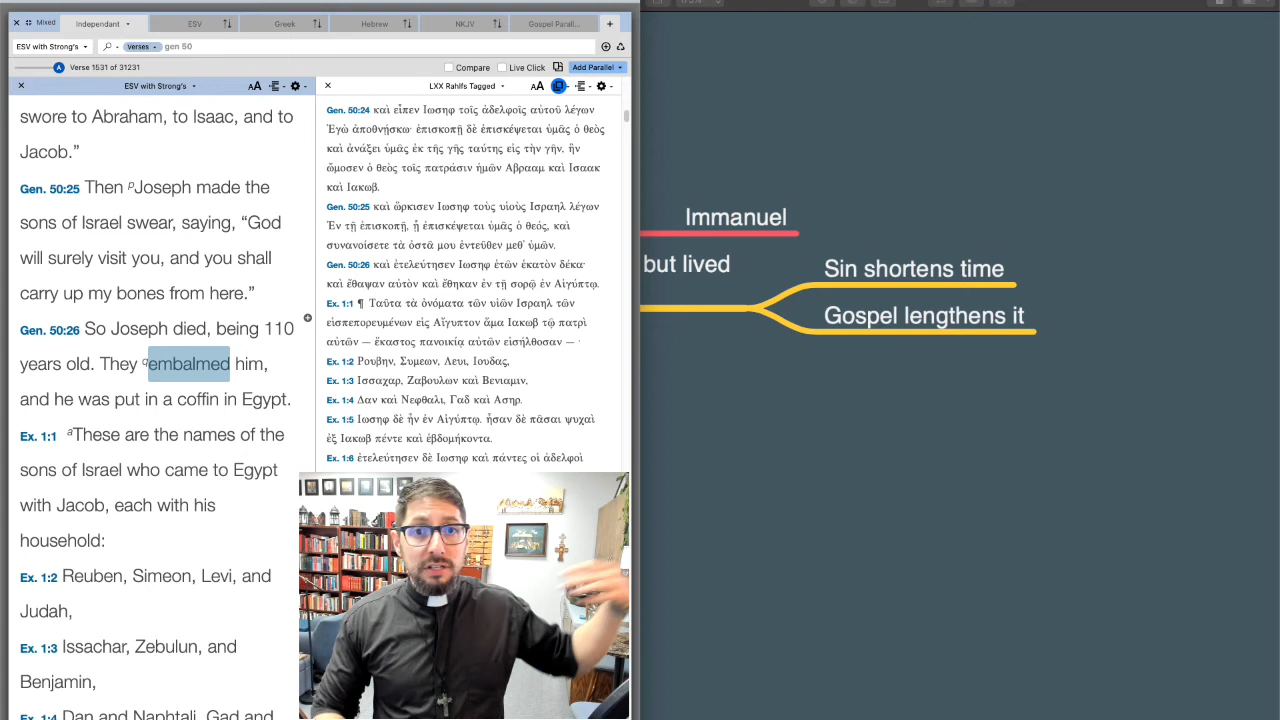 Mixed
Independant
ESV
Greek
Hebrew
NKJV
Gospel Parall...
ESV with Strong's
Verses
gen 50
Verse 1531 of 31231
Compare
Live Click
Add Parallel
ESV with Strong's
AA
LXX Rahlfs Tagged
AA
swore to Abraham, to Isaac, and to
Jacob.”
Gen. 50:25 Then pJoseph made the
sons of Israel swear, saying, “God
will surely visit you, and you shall
carry up my bones from here.”
Gen. 50:26 So Joseph died, being 110
years old. They qembalmed him,
and he was put in a coffin in Egypt.
Ex. 1:1 aThese are the names of the
sons of Israel who came to Egypt
with Jacob, each with his
household:
Ex. 1:2 Reuben, Simeon, Levi, and
Judah,
Ex. 1:3 Issachar, Zebulun, and
Benjamin,
Ex. 1:4 Dan and Naphtali, Gad and
Gen. 50:24 καὶ εἶπεν Ιωσηφ τοῖς ἀδελφοῖς αὐτοῦ λέγων
Ἐγὼ ἀποθνῄσκω· ἐπισκοπῇ δὲ ἐπισκέψεται ὑμᾶς ὁ θεὸς
καὶ ἀνάξει ὑμᾶς ἐκ τῆς γῆς ταύτης εἰς τὴν γῆν, ἣν
ὤμοσεν ὁ θεὸς τοῖς πατράσιν ἡμῶν Αβρααμ καὶ Ισαακ
καὶ Ιακωβ.
Gen. 50:25 καὶ ὥρκισεν Ιωσηφ τοὺς υἱοὺς Ισραηλ λέγων
Ἐν τῇ ἐπισκοπῇ, ᾗ ἐπισκέψεται ὑμᾶς ὁ θεός, καὶ
συνανοίσετε τὰ ὀστᾶ μου ἐντεῦθεν μεθʼ ὑμῶν.
Gen. 50:26 καὶ ἐτελεύτησεν Ιωσηφ ἐτῶν ἑκατὸν δέκα·
καὶ ἔθαψαν αὐτὸν καὶ ἔθηκαν ἐν τῇ σορῷ ἐν Αἰγύπτῳ.
Ex. 1:1 ¶ Ταῦτα τὰ ὀνόματα τῶν υἱῶν Ισραηλ τῶν
εἰσπεπορευμένων εἰς Αἴγυπτον ἅμα Ιακωβ τῷ πατρὶ
αὐτῶν — ἕκαστος πανοικίᾳ αὐτῶν εἰσήλθοσαν — ·
Ex. 1:2 Ρουβην, Συμεων, Λευι, Ιουδας,
Ex. 1:3 Ισσαχαρ, Ζαβουλων καὶ Βενιαμιν,
Ex. 1:4 Δαν καὶ Νεφθαλι, Γαδ καὶ Ασηρ.
Ex. 1:5 Ιωσηφ δὲ ἦν ἐν Αἰγύπτῳ. ἦσαν δὲ πᾶσαι ψυχαὶ
ἐξ Ιακωβ πέντε καὶ ἑβδομήκοντα.
Ex. 1:6 ἐτελεύτησεν δὲ Ιωσηφ καὶ πάντες οἱ ἀδελφοὶ
Immanuel
but lived
Sin shortens time
Gospel lengthens it